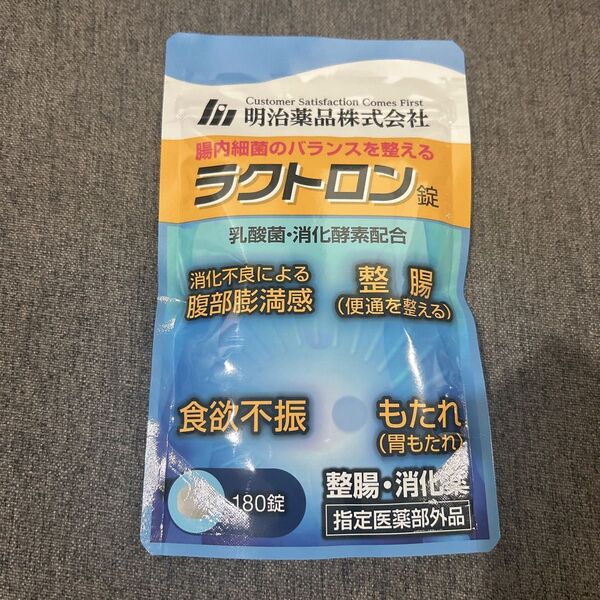 Customer Satisfaction Comes First
明治薬品株式会社
腸内細菌のバランスを整える
ラクトロン錠
乳酸菌・消化酵素配合
消化不良による
腹部膨満感
整腸
(便通を整える)
食欲不振
もたれ
(胃もたれ)
180錠
整腸・消化薬
指定医薬部外品